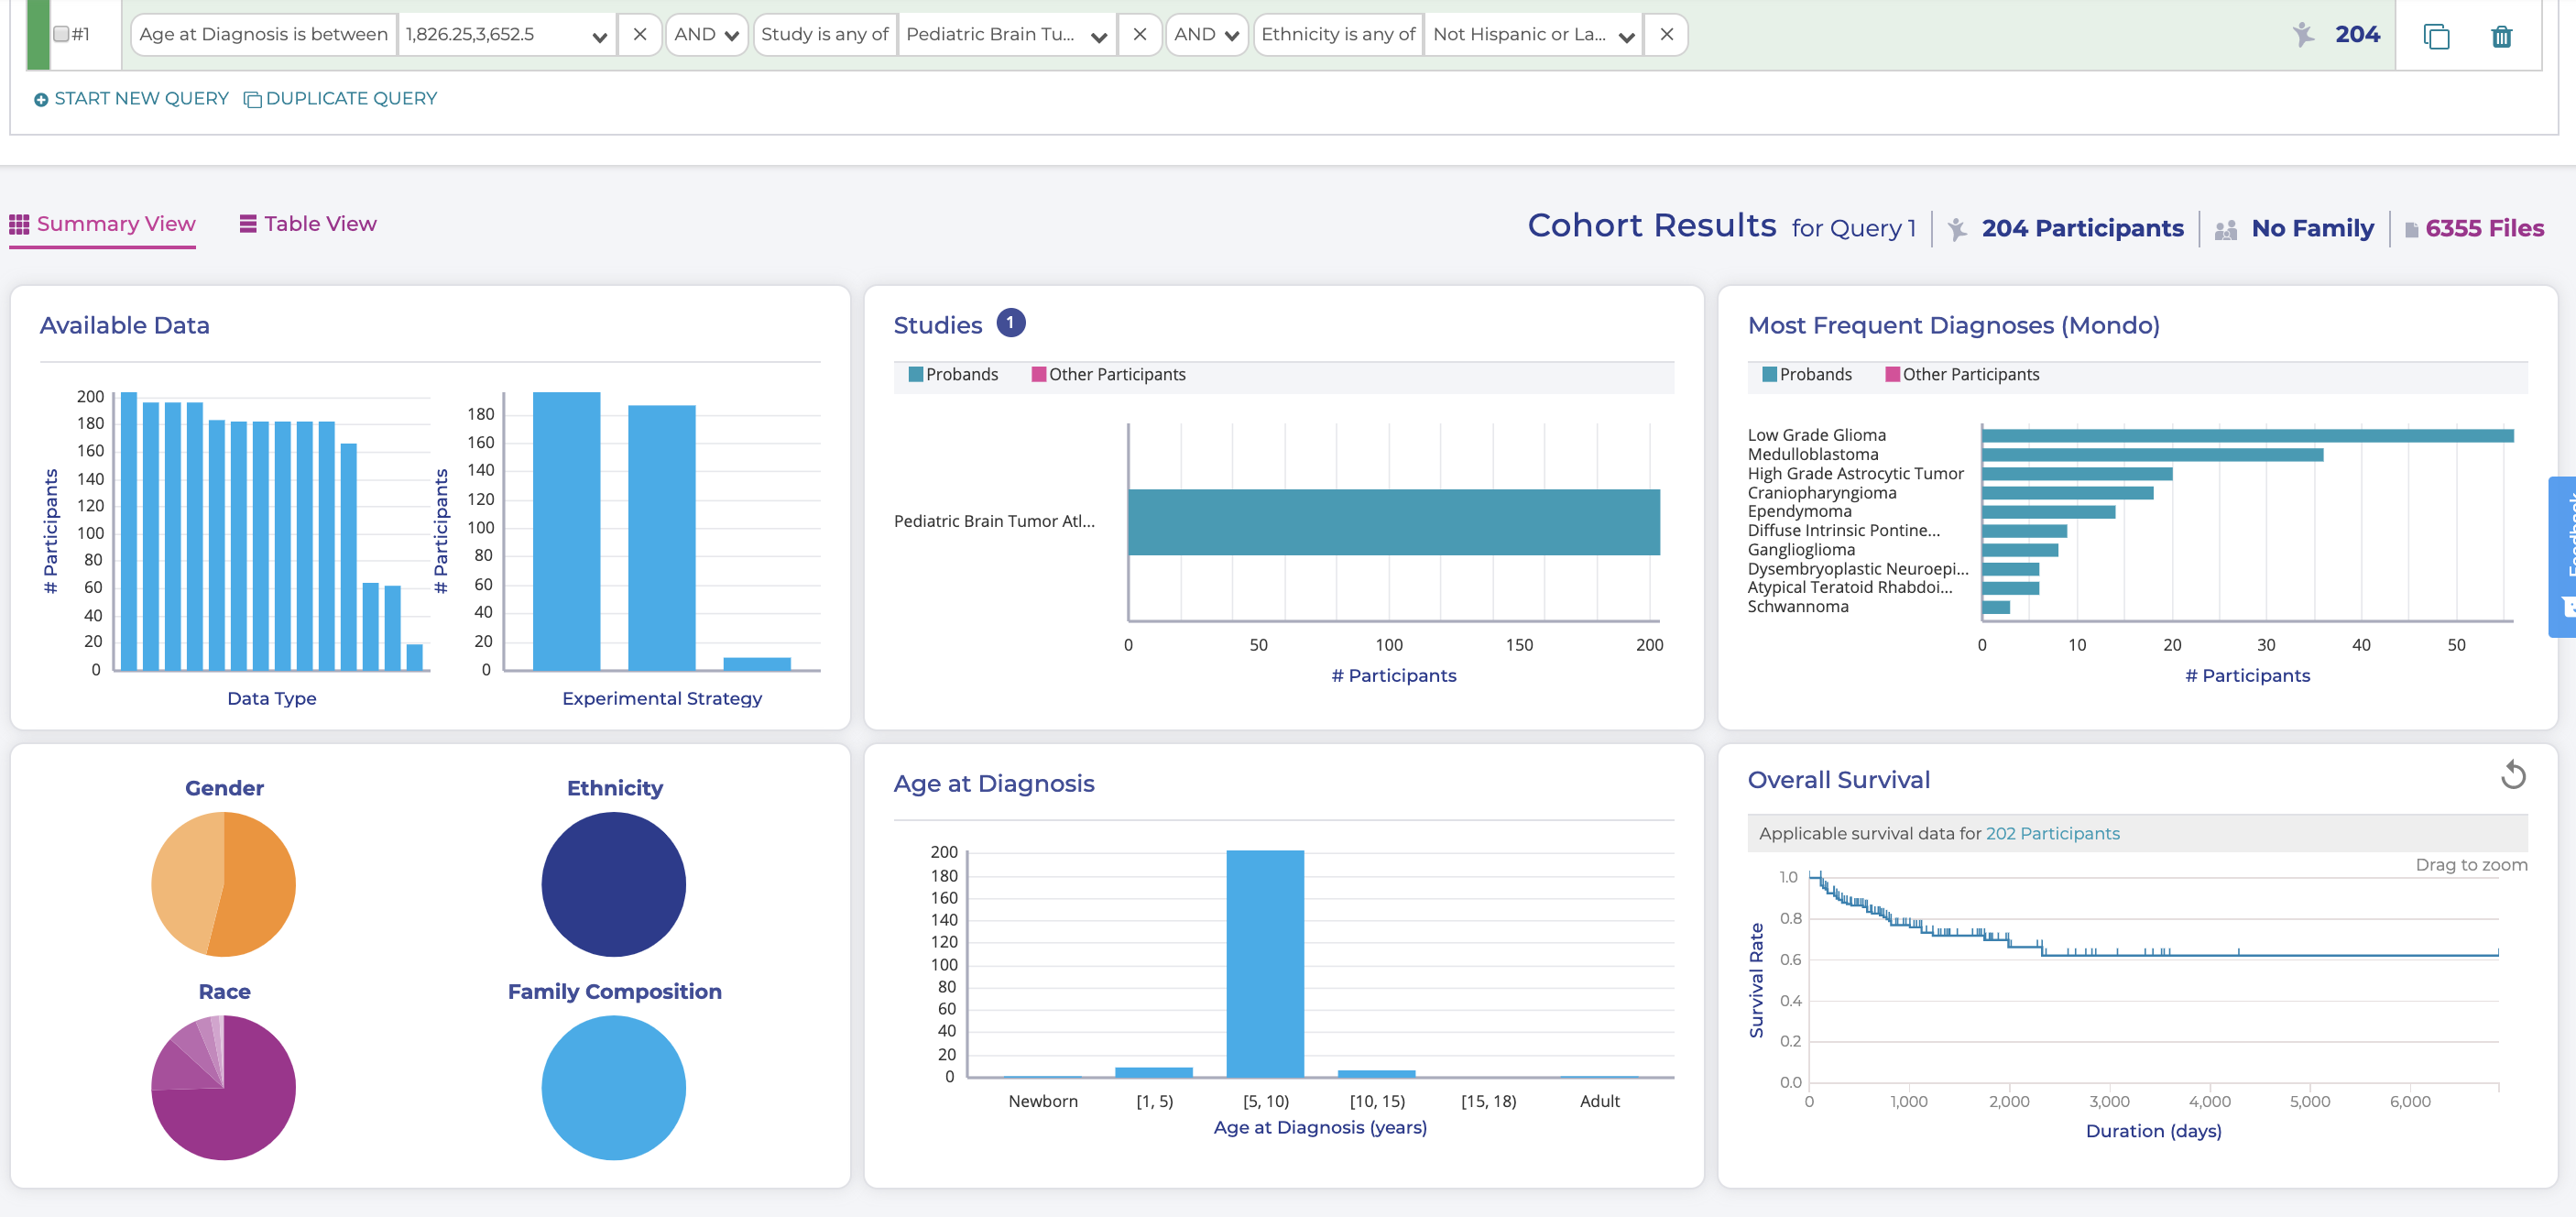 #1 Age at Diagnosis is between 1,826.25,3,652.5 AND Study is any of Pediatric Brain Tu... AND Ethnicity is any of Not Hispanic or La... 204
START NEW QUERY DUPLICATE QUERY
Summary View Table View
Cohort Results for Query 1 204 Participants No Family 6355 Files
Available Data
# Participants
200
180
160
140
120
100
80
60
40
20
0
Data Type
# Participants
180
160
140
120
100
80
60
40
20
0
Experimental Strategy
Studies 1
Probands Other Participants
Pediatric Brain Tumor Atl...
0 50 100 150 200
# Participants
Most Frequent Diagnoses (Mondo)
Probands Other Participants
Low Grade Glioma
Medulloblastoma
High Grade Astrocytic Tumor
Craniopharyngioma
Ependymoma
Diffuse Intrinsic Pontine...
Ganglioglioma
Dysembryoplastic Neuroepi...
Atypical Teratoid Rhabdoi...
Schwannoma
0 10 20 30 40 50
# Participants
Feedback
Gender
Ethnicity
Race
Family Composition
Age at Diagnosis
200
180
160
140
120
100
80
60
40
20
0
Newborn [1, 5) [5, 10) [10, 15) [15, 18) Adult
Age at Diagnosis (years)
Overall Survival
Applicable survival data for 202 Participants
Drag to zoom
Survival Rate
1.0
0.8
0.6
0.4
0.2
0.0
0 1,000 2,000 3,000 4,000 5,000 6,000
Duration (days)